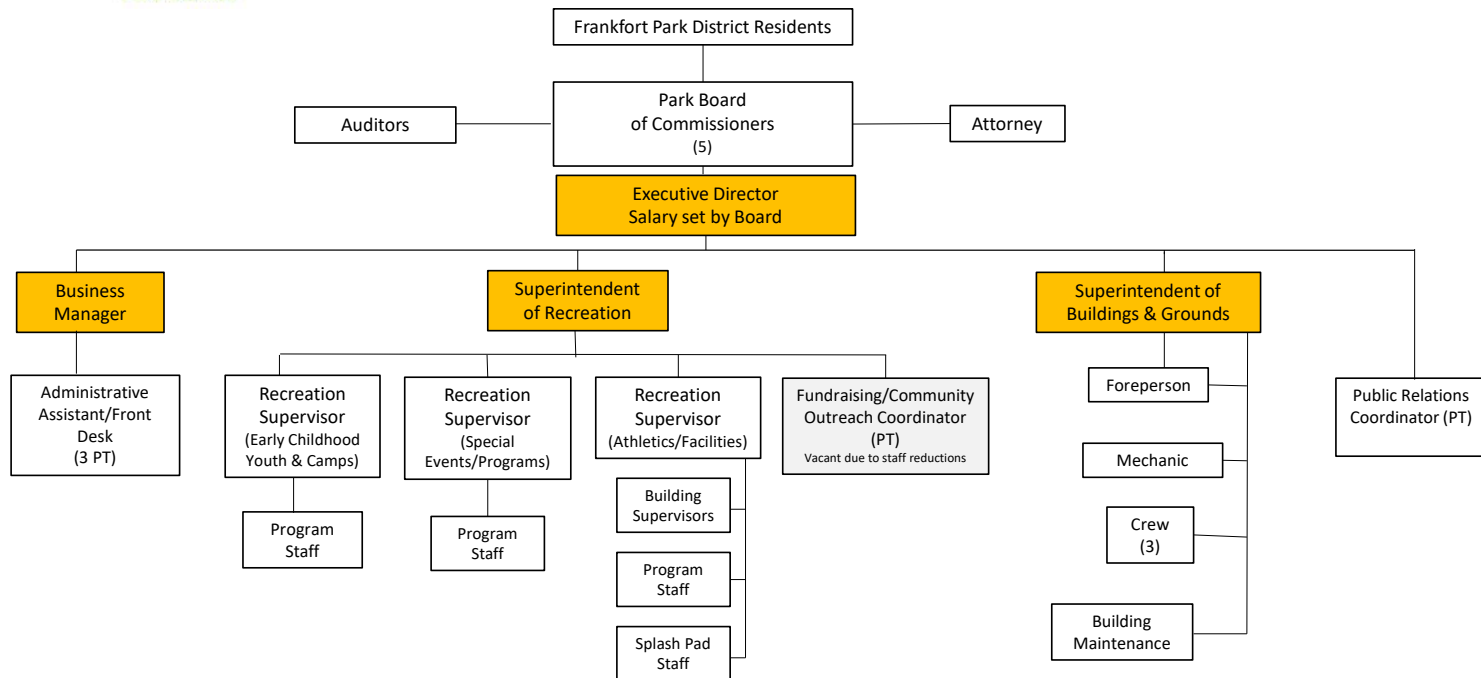 Frankfort Park District Residents
Park Board
of Commissioners
(5)
Auditors
Attorney
Executive Director
Salary set by Board
Business
Manager
Superintendent
of Recreation
Superintendent of
Buildings & Grounds
Administrative
Assistant/Front
Desk
(3 PT)
Recreation
Supervisor
(Early Childhood
Youth & Camps)
Recreation
Supervisor
(Special
Events/Programs)
Recreation
Supervisor
(Athletics/Facilities)
Fundraising/Community
Outreach Coordinator
(PT)
Vacant due to staff reductions
Foreperson
Public Relations
Coordinator (PT)
Mechanic
Program
Staff
Program
Staff
Building
Supervisors
Crew
(3)
Program
Staff
Building
Maintenance
Splash Pad
Staff